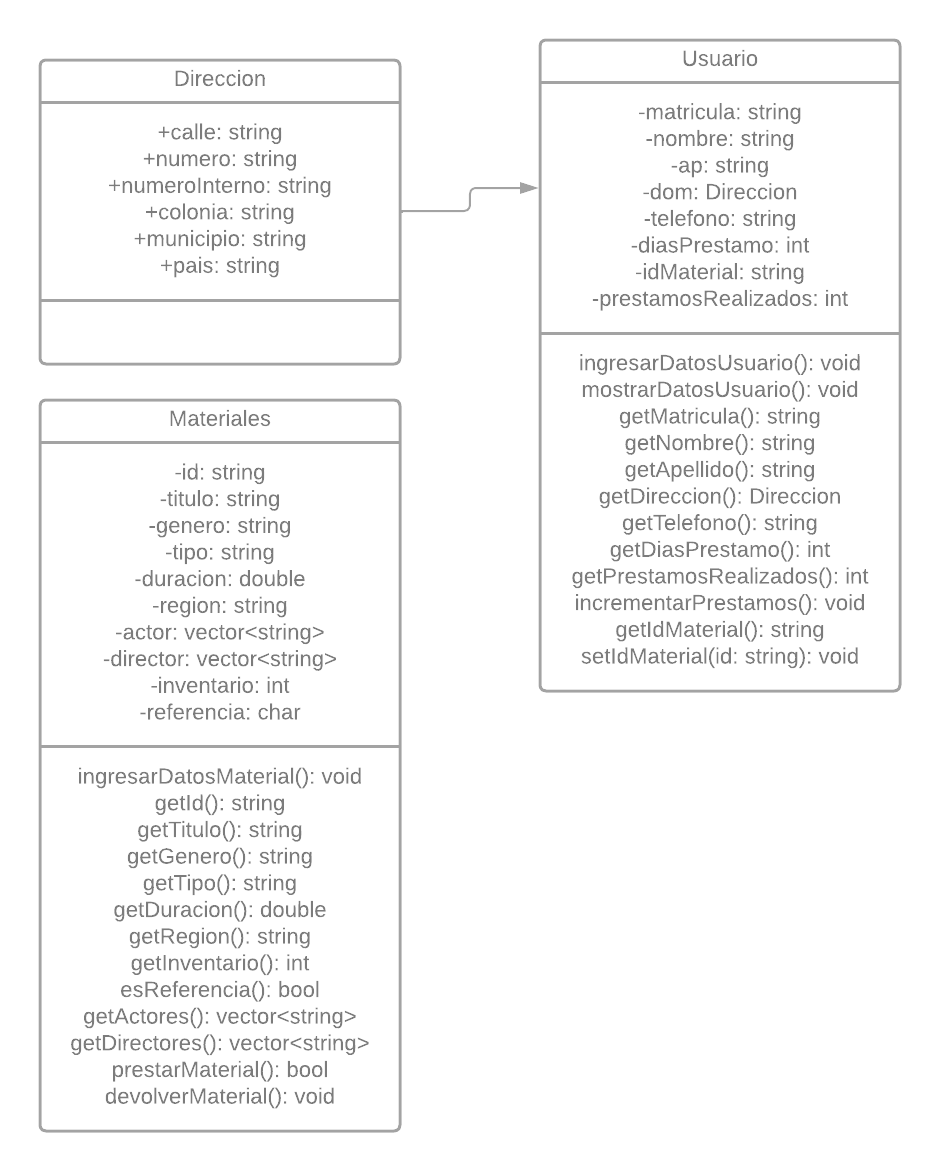 Direccion
+calle: string
+numero: string
+numeroInterno: string
+colonia: string
+municipio: string
+pais: string
Usuario
-matricula: string
-nombre: string
-ap: string
-dom: Direccion
-telefono: string
-diasPrestamo: int
-idMaterial: string
-prestamosRealizados: int
ingresarDatosUsuario(): void
mostrarDatosUsuario(): void
getMatricula(): string
getNombre(): string
getApellido(): string
getDireccion(): Direccion
getTelefono(): string
getDiasPrestamo(): int
getPrestamosRealizados(): int
incrementarPrestamos(): void
getIdMaterial(): string
setIdMaterial(id: string): void
Materiales
-id: string
-titulo: string
-genero: string
-tipo: string
-duracion: double
-region: string
-actor: vector<string>
-director: vector<string>
-inventario: int
-referencia: char
ingresarDatosMaterial(): void
getId(): string
getTitulo(): string
getGenero(): string
getTipo(): string
getDuracion(): double
getRegion(): string
getInventario(): int
esReferencia(): bool
getActores(): vector<string>
getDirectores(): vector<string>
prestarMaterial(): bool
devolverMaterial(): void